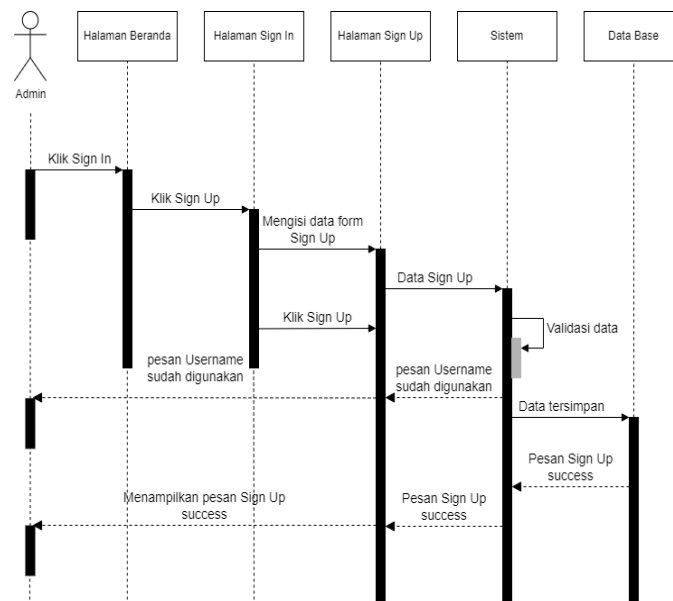 Halaman Beranda
Halaman Sign In
Halaman Sign Up
Sistem
Data Base
Admin
Klik Sign In
Klik Sign Up
Mengisi data form
Sign Up
Data Sign Up
Klik Sign Up
Validasi data
pesan Username
sudah digunakan
pesan Username
sudah digunakan
Data tersimpan
Pesan Sign Up
success
Menampilkan pesan Sign Up
success
Pesan Sign Up
success